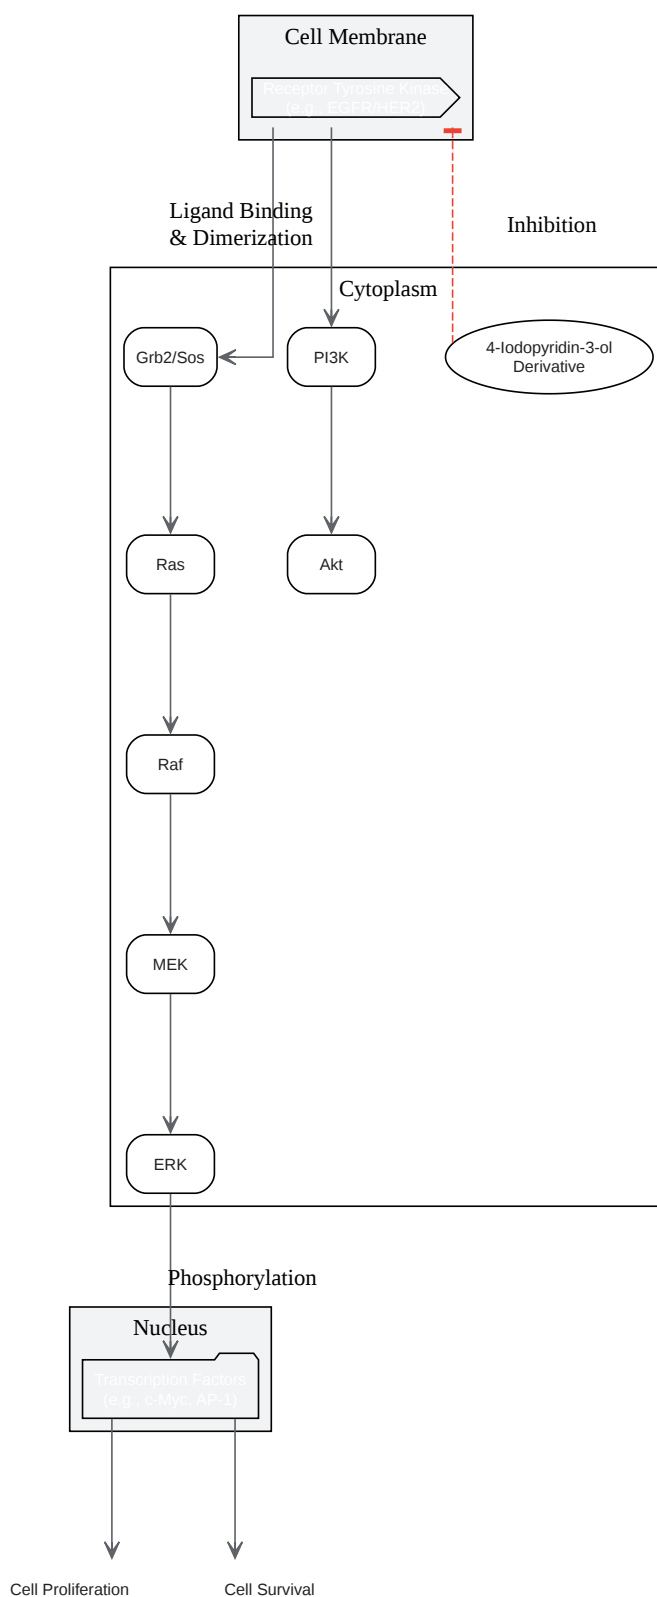 Cell Membrane
Receptor Tyrosine Kinase
(e.g., EGFR/HER2)
Ligand Binding
& Dimerization
Inhibition
Cytoplasm
Grb2/Sos
PI3K
4-Iodopyridin-3-ol
Derivative
Ras
Akt
Raf
MEK
ERK
Phosphorylation
Nucleus
Transcription Factors
(e.g., c-Myc, AP-1)
Cell Proliferation
Cell Survival